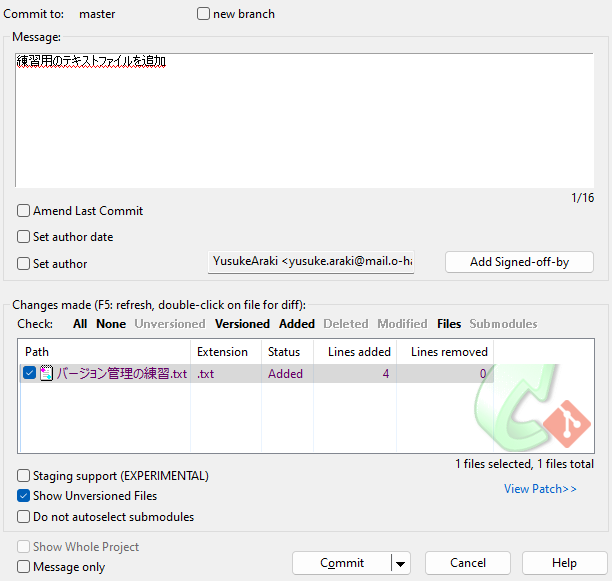 Commit to: master new branch
Message:
練習用のテキストファイルを追加
1/16
Amend Last Commit
Set author date
Set author YusukeAraki <yusuke.araki@mail.o-ha Add Signed-off-by
Changes made (F5: refresh, double-click on file for diff):
Check: All None Unversioned Versioned Added Deleted Modified Files Submodules
Path Extension Status Lines added Lines removed
バージョン管理の練習.txt .txt Added 4 0
1 files selected, 1 files total
Staging support (EXPERIMENTAL)
Show Unversioned Files
View Patch>>
Do not autoselect submodules
Show Whole Project
Message only
Commit Cancel Help